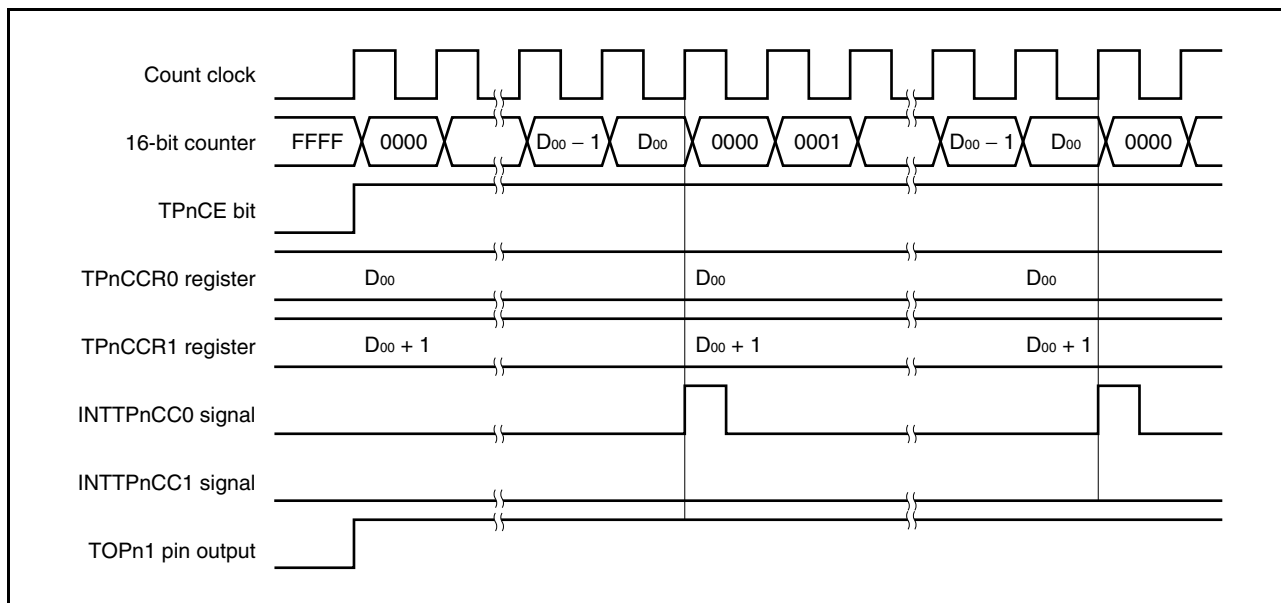 Count clock
16-bit counter FFFF 0000 D00 − 1 D00 0000 0001 D00 − 1 D00 0000
TPnCE bit
TPnCCR0 register D00 D00 D00
TPnCCR1 register D00 + 1 D00 + 1 D00 + 1
INTTPnCC0 signal
INTTPnCC1 signal
TOPn1 pin output